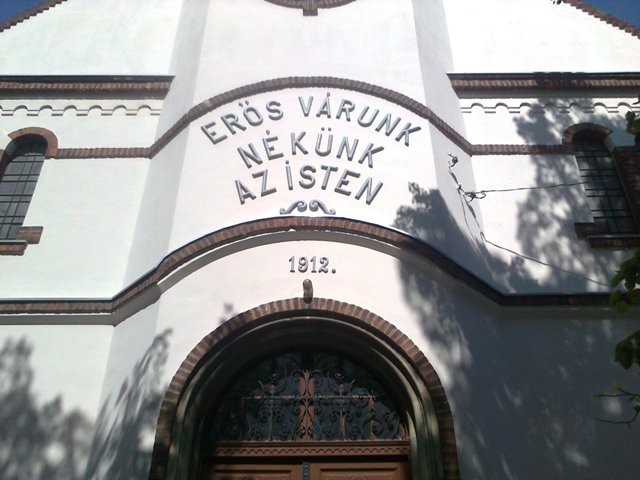 ERŐS VÁRUNK
NÉKÜNK
AZ ISTEN
1912.